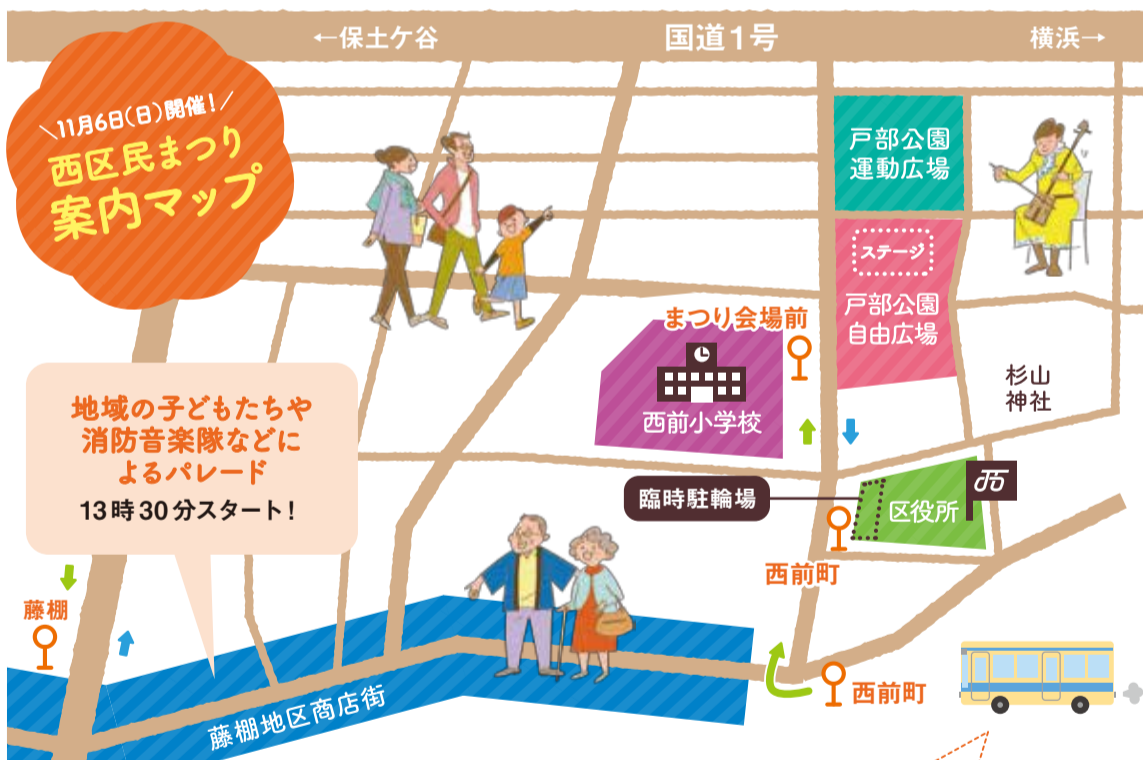 ←保土ケ谷
国道1号
横浜→
＼11月6日(日)開催!／
西区民まつり
案内マップ
戸部公園
運動広場
ステージ
戸部公園
自由広場
まつり会場前
西前小学校
杉山
神社
地域の子どもたちや
消防音楽隊などに
よるパレード
13時30分スタート!
臨時駐輪場
区役所
西
西前町
藤棚
西前町
藤棚地区商店街